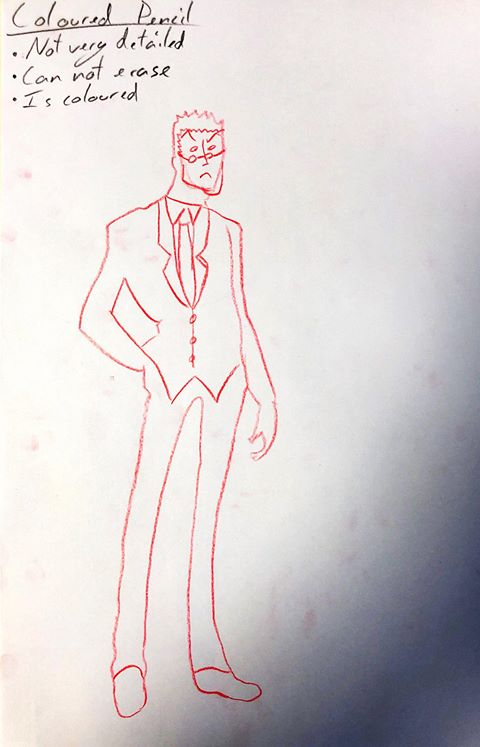 Coloured Pencil
• Not very detailed
• Can not erase
• Is coloured